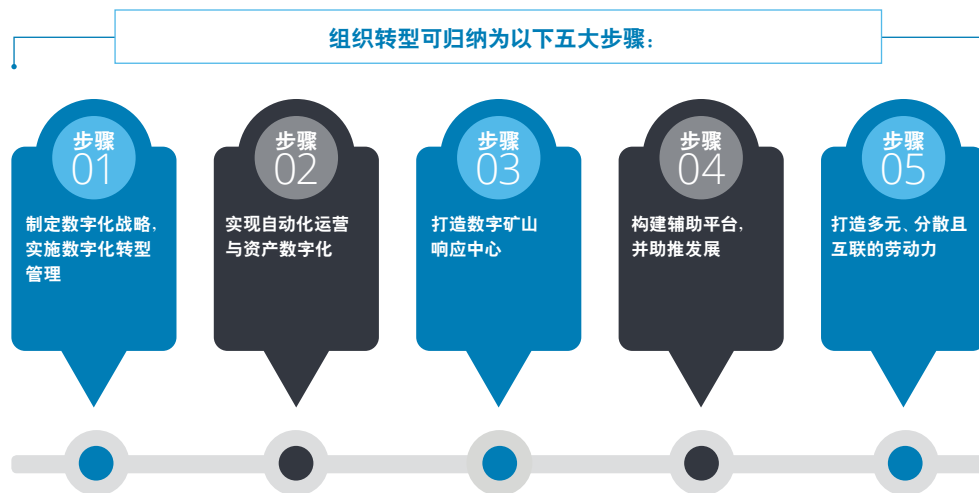 组织转型可归纳为以下五大步骤：
步骤
01
制定数字化战略，
实施数字化转型
管理
步骤
02
实现自动化运营
与资产数字化
步骤
03
打造数字矿山
响应中心
步骤
04
构建辅助平台，
并助推发展
步骤
05
打造多元、分散且
互联的劳动力